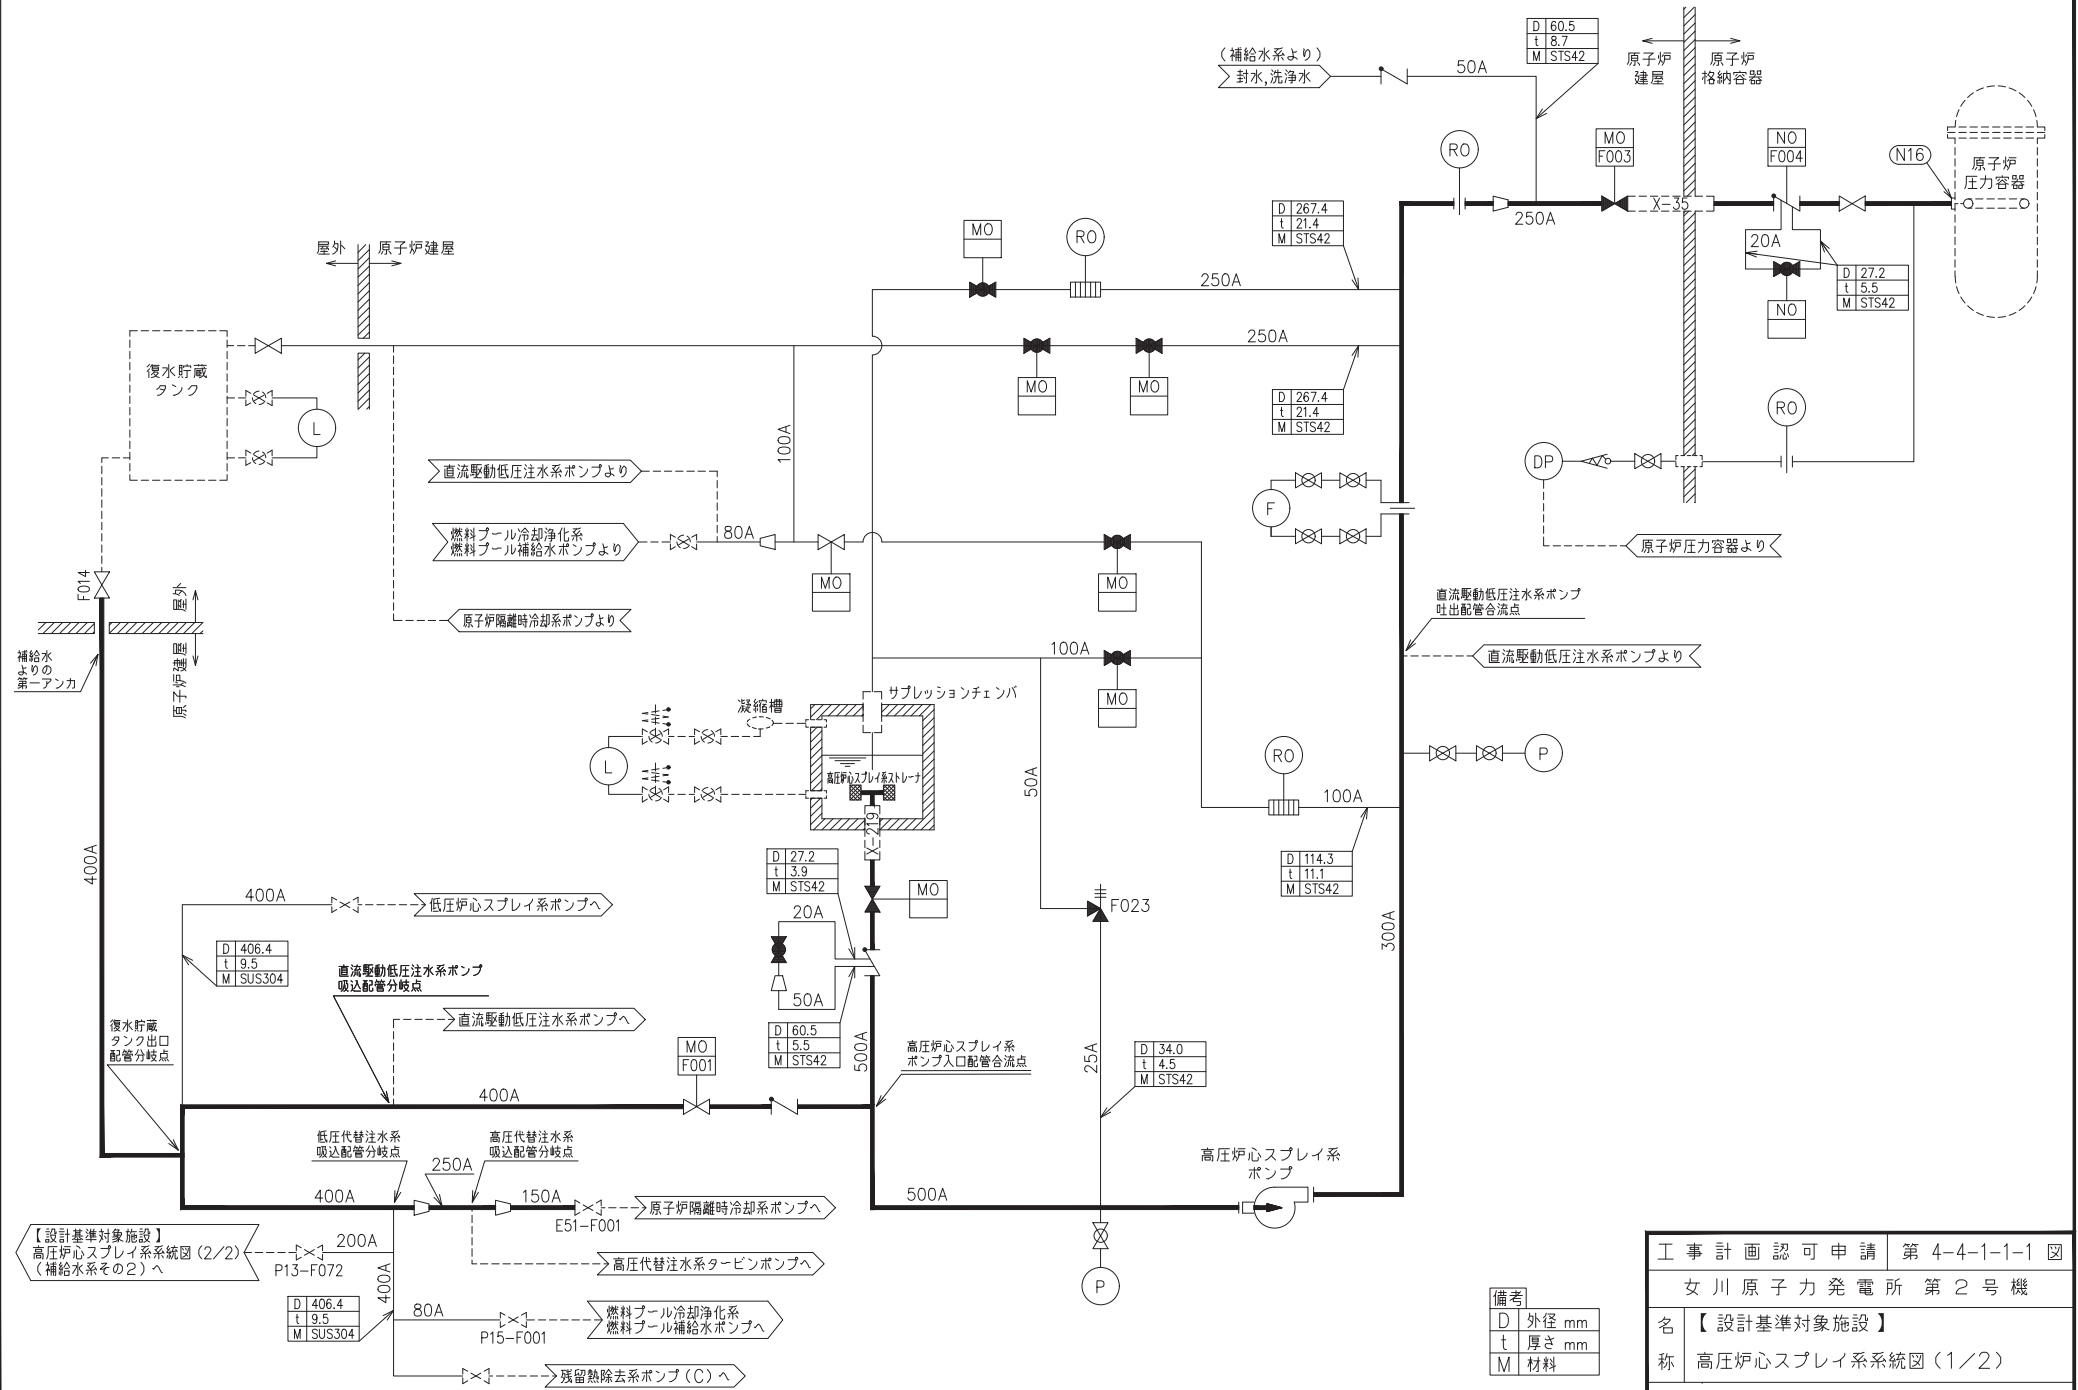 D 60.5
t 8.7
M STS42
(補給水系より)
封水,洗浄水
50A
原子炉
建屋
原子炉
格納容器
RO
MO
F003
NO
F004
N16
原子炉
圧力容器
250A
X-35
20A
D 27.2
t 5.5
M STS42
NO
D 267.4
t 21.4
M STS42
MO
RO
250A
屋外
原子炉建屋
復水貯蔵
タンク
L
250A
MO
MO
D 267.4
t 21.4
M STS42
100A
RO
DP
原子炉圧力容器より
F
直流駆動低圧注水系ポンプより
燃料プール冷却浄化系
燃料プール補給水ポンプより
80A
MO
MO
原子炉隔離時冷却系ポンプより
F014
屋外
原子炉建屋
補給水
よりの
第一アンカ
直流駆動低圧注水系ポンプ
吐出配管合流点
直流駆動低圧注水系ポンプより
100A
MO
サプレッションチェンバ
凝縮槽
L
高圧炉心スプレイ系ストレーナ
X-219
50A
RO
100A
P
D 114.3
t 11.1
M STS42
400A
400A
低圧炉心スプレイ系ポンプへ
D 406.4
t 9.5
M SUS304
D 27.2
t 3.9
M STS42
MO
20A
50A
D 60.5
t 5.5
M STS42
500A
F023
300A
直流駆動低圧注水系ポンプ
吸込配管分岐点
直流駆動低圧注水系ポンプへ
復水貯蔵
タンク出口
配管分岐点
MO
F001
400A
高圧炉心スプレイ系
ポンプ入口配管合流点
25A
D 34.0
t 4.5
M STS42
低圧代替注水系
吸込配管分岐点
高圧代替注水系
吸込配管分岐点
250A
400A
150A
E51-F001
原子炉隔離時冷却系ポンプへ
500A
高圧炉心スプレイ系
ポンプ
P
【設計基準対象施設】
高圧炉心スプレイ系系統図(2/2)
(補給水系その2)へ
P13-F072
200A
400A
高圧代替注水系タービンポンプへ
D 406.4
t 9.5
M SUS304
80A
P15-F001
燃料プール冷却浄化系
燃料プール補給水ポンプへ
残留熱除去系ポンプ(C)へ
備考
D 外径 mm
t 厚さ mm
M 材料
工事計画認可申請 第 4-4-1-1-1 図
女川原子力発電所 第2号機
名称
【設計基準対象施設】
高圧炉心スプレイ系系統図(1/2)